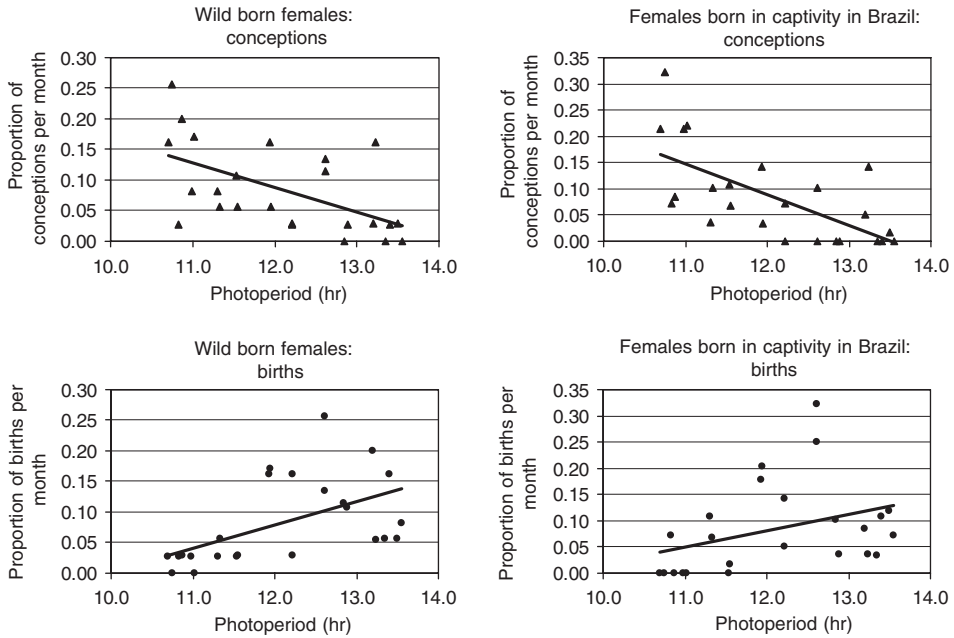 Wild born females:
conceptions
Proportion of
conceptions per month
0.30
0.25
0.20
0.15
0.10
0.05
0.00
10.0 11.0 12.0 13.0 14.0
Photoperiod (hr)
Females born in captivity in Brazil:
conceptions
Proportion of
conceptions per month
0.35
0.30
0.25
0.20
0.15
0.10
0.05
0.00
10.0 11.0 12.0 13.0 14.0
Photoperiod (hr)
Wild born females:
births
Proportion of births per
month
0.30
0.25
0.20
0.15
0.10
0.05
0.00
10.0 11.0 12.0 13.0 14.0
Photoperiod (hr)
Females born in captivity in Brazil:
births
Proportion of births per
month
0.35
0.30
0.25
0.20
0.15
0.10
0.05
0.00
10.0 11.0 12.0 13.0 14.0
Photoperiod (hr)